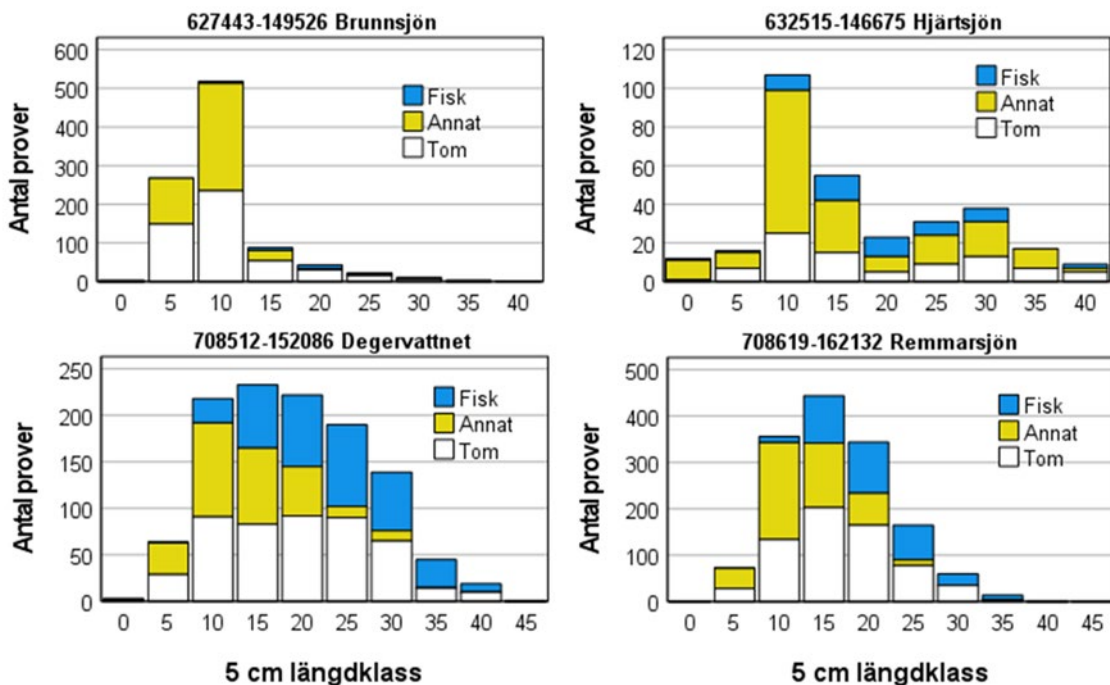 627443-149526 Brunnsjön
Antal prover
600
500
400
300
200
100
0
Fisk
Annat
Tom
0 5 10 15 20 25 30 35 40
632515-146675 Hjärtsjön
Antal prover
120
100
80
60
40
20
0
Fisk
Annat
Tom
0 5 10 15 20 25 30 35 40
708512-152086 Degervattnet
Antal prover
250
200
150
100
50
0
Fisk
Annat
Tom
0 5 10 15 20 25 30 35 40 45
5 cm längdklass
708619-162132 Remmarsjön
Antal prover
500
400
300
200
100
0
Fisk
Annat
Tom
0 5 10 15 20 25 30 35 40 45
5 cm längdklass